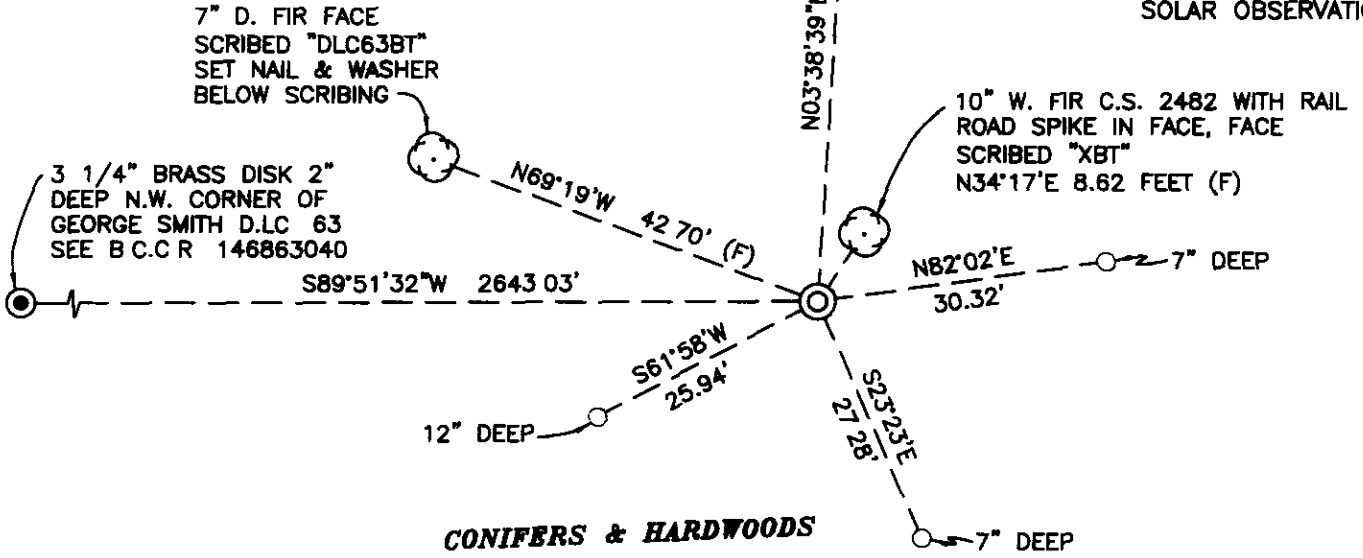 7" D. FIR FACE
SCRIBED "DLC63BT"
SET NAIL & WASHER
BELOW SCRIBING
N03°38'39"E
SOLAR OBSERVATIO
10" W. FIR C.S. 2482 WITH RAIL
ROAD SPIKE IN FACE, FACE
SCRIBED "XBT"
N34°17'E 8.62 FEET (F)
3 1/4" BRASS DISK 2"
DEEP N.W. CORNER OF
GEORGE SMITH D.LC 63
SEE B C.C R 146863040
N69°19'W 42 70' (F)
S89°51'32"W 2643 03'
N82°02'E
30.32'
7" DEEP
S61°58'W
25.94'
12" DEEP
S23°23'E
27 28'
7" DEEP
CONIFERS & HARDWOODS